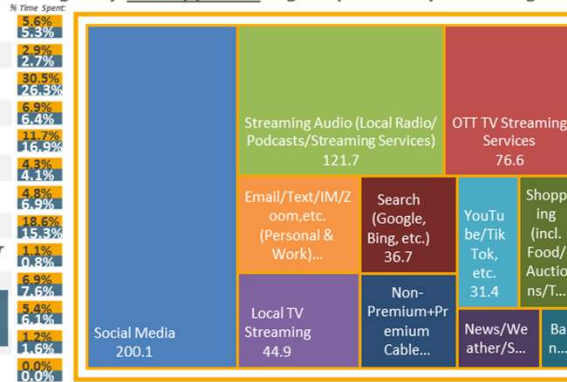 % Time Spent
5.6%
5.3%
2.9%
2.7%
30.5%
26.3%
6.9%
6.4%
11.7%
16.9%
4.3%
4.1%
4.8%
6.9%
18.6%
15.3%
1.1%
0.8%
6.9%
7.6%
5.4%
6.1%
1.2%
1.6%
0.0%
0.0%
Social Media
200.1
Streaming Audio (Local Radio/
Podcasts/Streaming Services)
121.7
OTT TV Streaming
Services
76.6
Email/Text/IM/Z
oom,etc.
(Personal &
Work)...
Local TV
Streaming
44.9
Search
(Google,
Bing, etc.)
36.7
Non-
Premium+Pr
emium
Cable...
YouTu
be/Tik
Tok,
etc.
31.4
Shopp
ing
(incl.
Food/
Auctio
ns/T...
News/We
ather/S...
Ba
n...